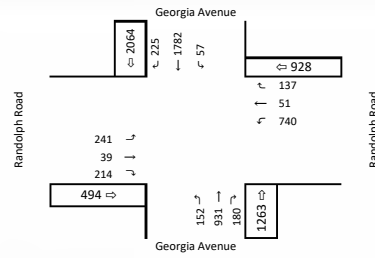 Georgia Avenue
2064 ⇩
225 1782 57
↲ ↓ ↳
⇦ 928
137
← 51
740
Randolph Road
Randolph Road
241
39 →
214
494 ⇨
152 931 180
1263 ⇧
Georgia Avenue